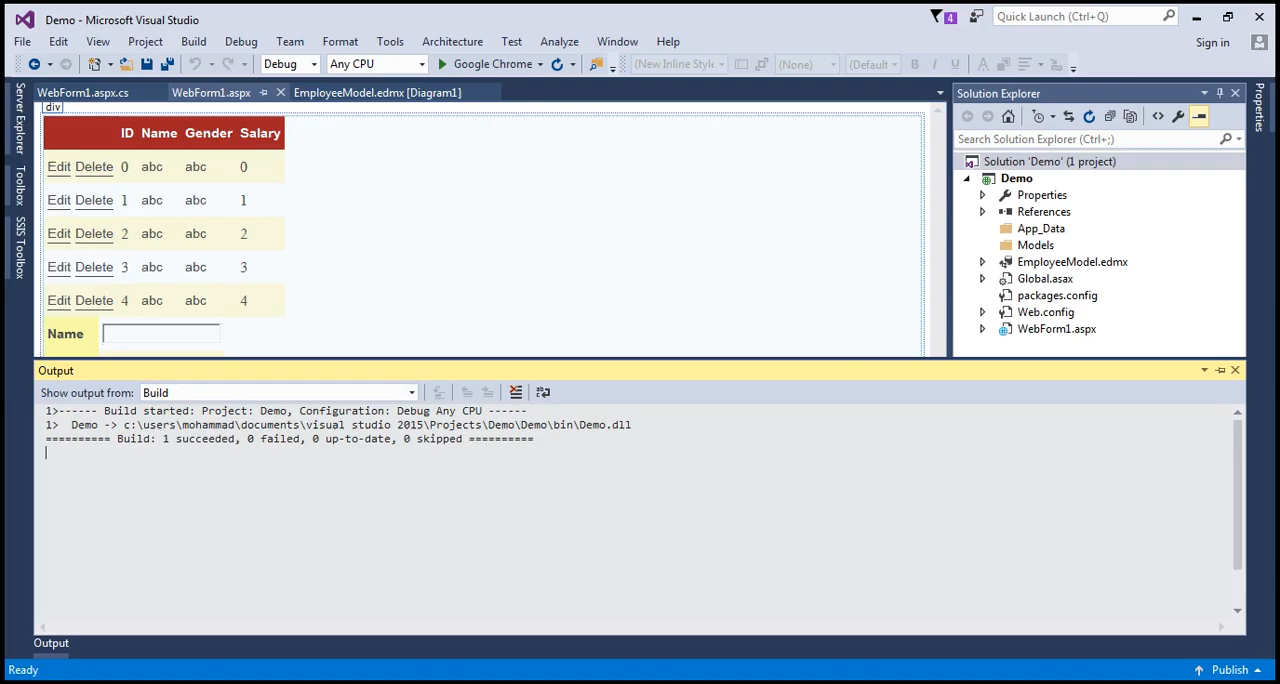 Demo - Microsoft Visual Studio
4
Quick Launch (Ctrl+Q)
File Edit View Project Build Debug Team Format Tools Architecture Test Analyze Window Help
Sign in
Debug Any CPU Google Chrome (New Inline Style (None) (Default B I U A
Server Explorer
Toolbox
SSIS Toolbox
WebForm1.aspx.cs WebForm1.aspx EmployeeModel.edmx [Diagram1]
div
ID Name Gender Salary
Edit Delete 0 abc abc 0
Edit Delete 1 abc abc 1
Edit Delete 2 abc abc 2
Edit Delete 3 abc abc 3
Edit Delete 4 abc abc 4
Name
Solution Explorer
Search Solution Explorer (Ctrl+;)
Solution 'Demo' (1 project)
Demo
Properties
References
App_Data
Models
EmployeeModel.edmx
Global.asax
packages.config
Web.config
WebForm1.aspx
Properties
Output
Show output from: Build
1>------ Build started: Project: Demo, Configuration: Debug Any CPU ------
1>  Demo -> c:\users\mohammad\documents\visual studio 2015\Projects\Demo\Demo\bin\Demo.dll
========== Build: 1 succeeded, 0 failed, 0 up-to-date, 0 skipped ==========
Output
Ready
Publish